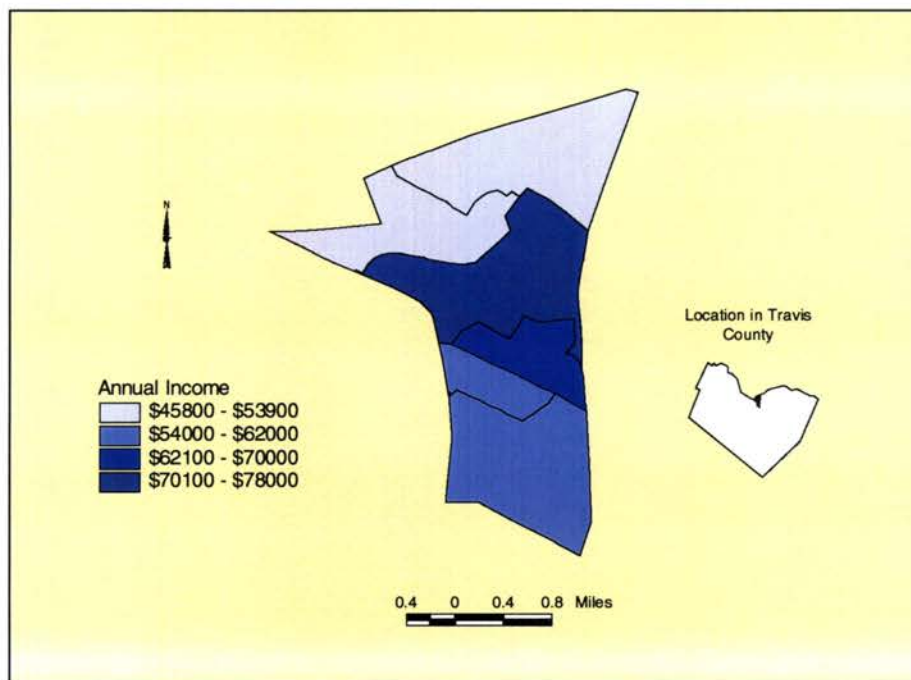 N
Location in Travis
County
Annual Income
$45800 - $53900
$54000 - $62000
$62100 - $70000
$70100 - $78000
0.4 0 0.4 0.8 Miles